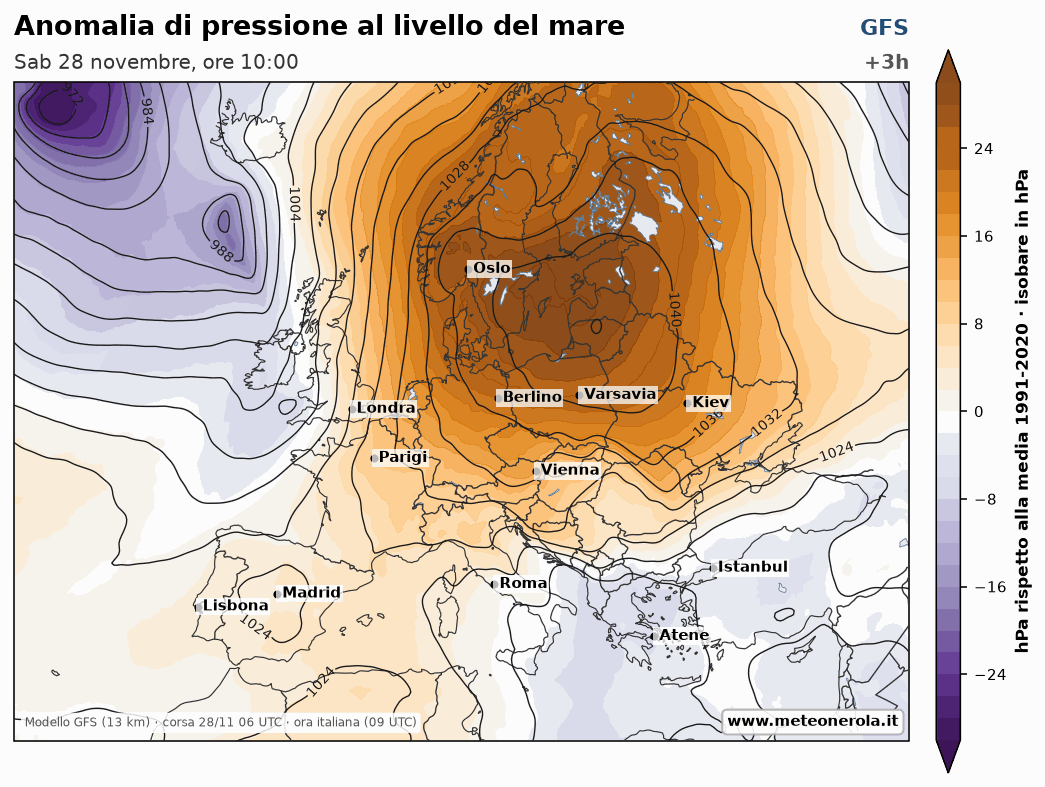 Anomalia di pressione al livello del mare
GFS
Sab 28 novembre, ore 10:00
+3h
972
984
1028
1004
988
Oslo
1040
Berlino
Varsavia
Kiev
Londra
1036
1032
1024
Parigi
Vienna
Istanbul
Roma
Madrid
Lisbona
1024
Atene
1024
Modello GFS (13 km) · corsa 28/11 06 UTC · ora italiana (09 UTC)
www.meteonerola.it
24
16
8
0
−8
−16
−24
hPa rispetto alla media 1991-2020 · isobare in hPa